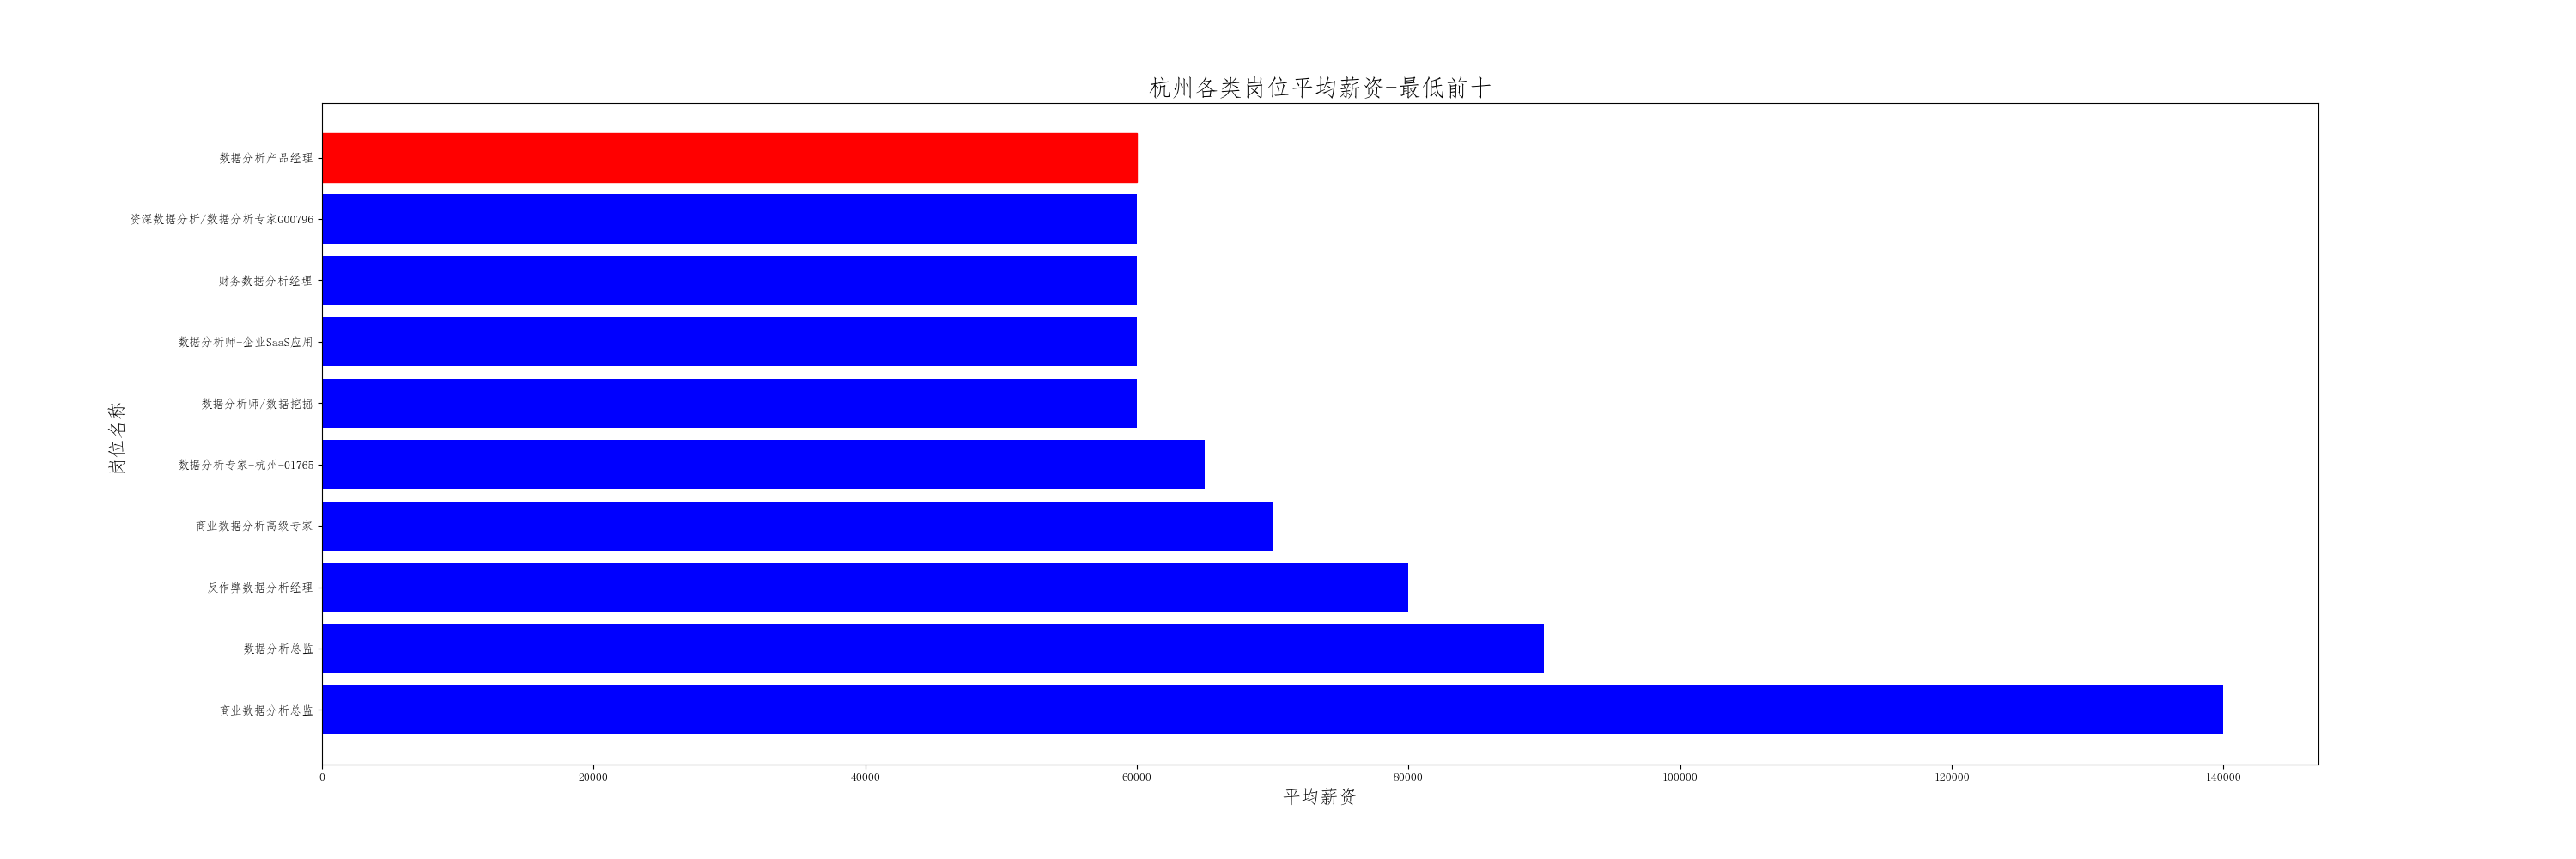 杭州各类岗位平均薪资-最低前十
数据分析产品经理
资深数据分析/数据分析专家G00796
财务数据分析经理
数据分析师-企业SaaS应用
数据分析师/数据挖掘
数据分析专家-杭州-01765
商业数据分析高级专家
反作弊数据分析经理
数据分析总监
商业数据分析总监
岗位名称
0 20000 40000 60000 80000 100000 120000 140000
平均薪资